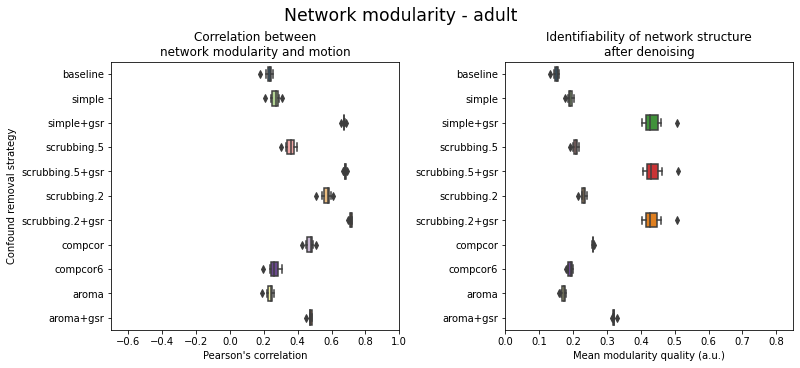 Network modularity - adult
Correlation between
network modularity and motion
Confound removal strategy
baseline
simple
simple+gsr
scrubbing.5
scrubbing.5+gsr
scrubbing.2
scrubbing.2+gsr
compcor
compcor6
aroma
aroma+gsr
−0.6 −0.4 −0.2 0.0 0.2 0.4 0.6 0.8 1.0
Pearson's correlation
Identifiability of network structure
after denoising
baseline
simple
simple+gsr
scrubbing.5
scrubbing.5+gsr
scrubbing.2
scrubbing.2+gsr
compcor
compcor6
aroma
aroma+gsr
0.0 0.1 0.2 0.3 0.4 0.5 0.6 0.7 0.8
Mean modularity quality (a.u.)